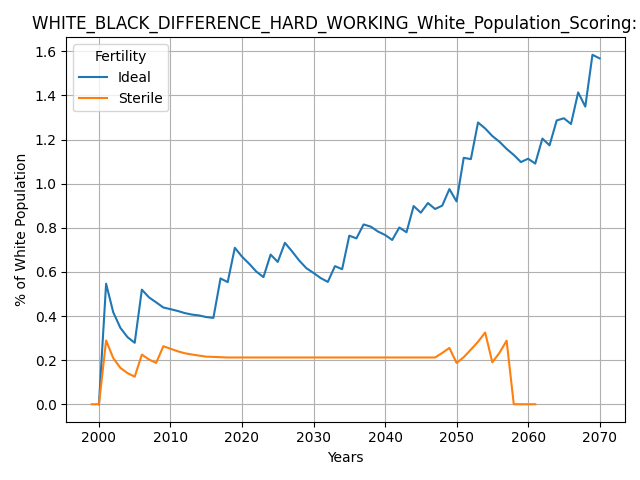 WHITE_BLACK_DIFFERENCE_HARD_WORKING_White_Population_Scoring:
Fertility
Ideal
Sterile
% of White Population
1.6
1.4
1.2
1.0
0.8
0.6
0.4
0.2
0.0
2000 2010 2020 2030 2040 2050 2060 2070
Years